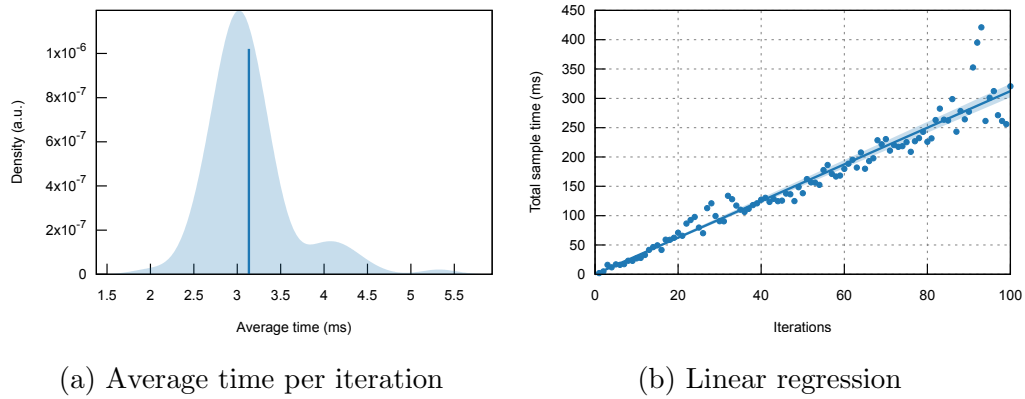 1x10-6
8x10-7
6x10-7
4x10-7
2x10-7
0
Density (a.u.)
1.5 2 2.5 3 3.5 4 4.5 5 5.5
Average time (ms)
(a) Average time per iteration
450
400
350
300
250
200
150
100
50
0
Total sample time (ms)
0 20 40 60 80 100
Iterations
(b) Linear regression